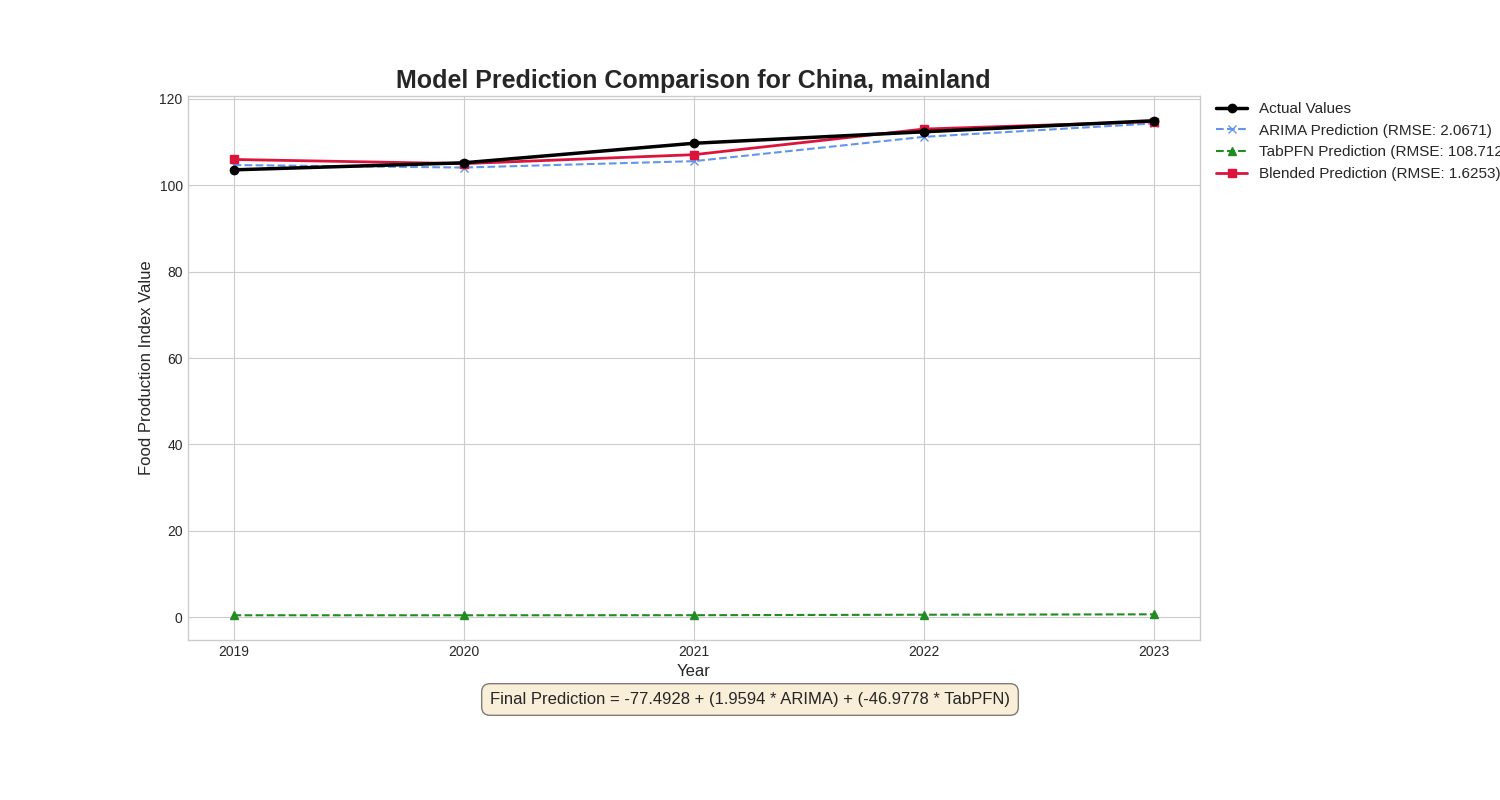 Model Prediction Comparison for China, mainland
Actual Values
ARIMA Prediction (RMSE: 2.0671)
TabPFN Prediction (RMSE: 108.712
Blended Prediction (RMSE: 1.6253)
Food Production Index Value
120
100
80
60
40
20
0
2019 2020 2021 2022 2023
Year
Final Prediction = -77.4928 + (1.9594 * ARIMA) + (-46.9778 * TabPFN)